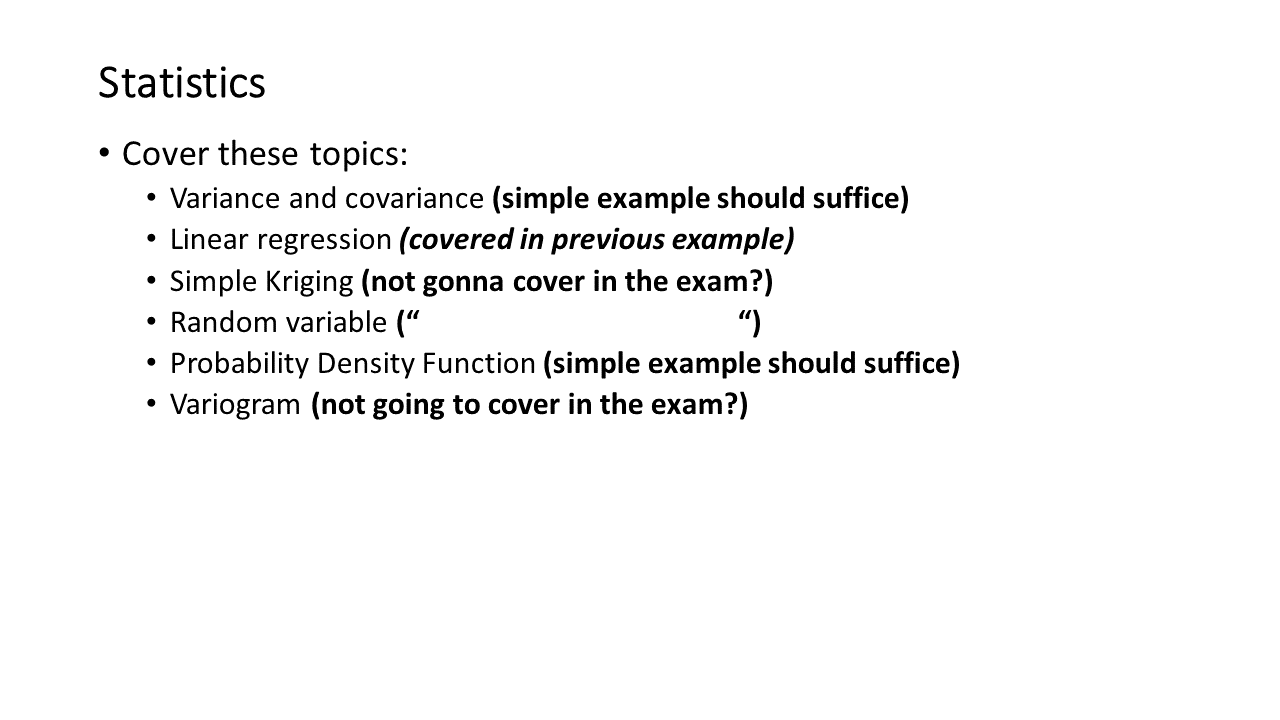 Statistics
• Cover these topics:
• Variance and covariance (simple example should suffice)
• Linear regression (covered in previous example)
• Simple Kriging (not gonna cover in the exam?)
• Random variable (“ “)
• Probability Density Function (simple example should suffice)
• Variogram (not going to cover in the exam?)